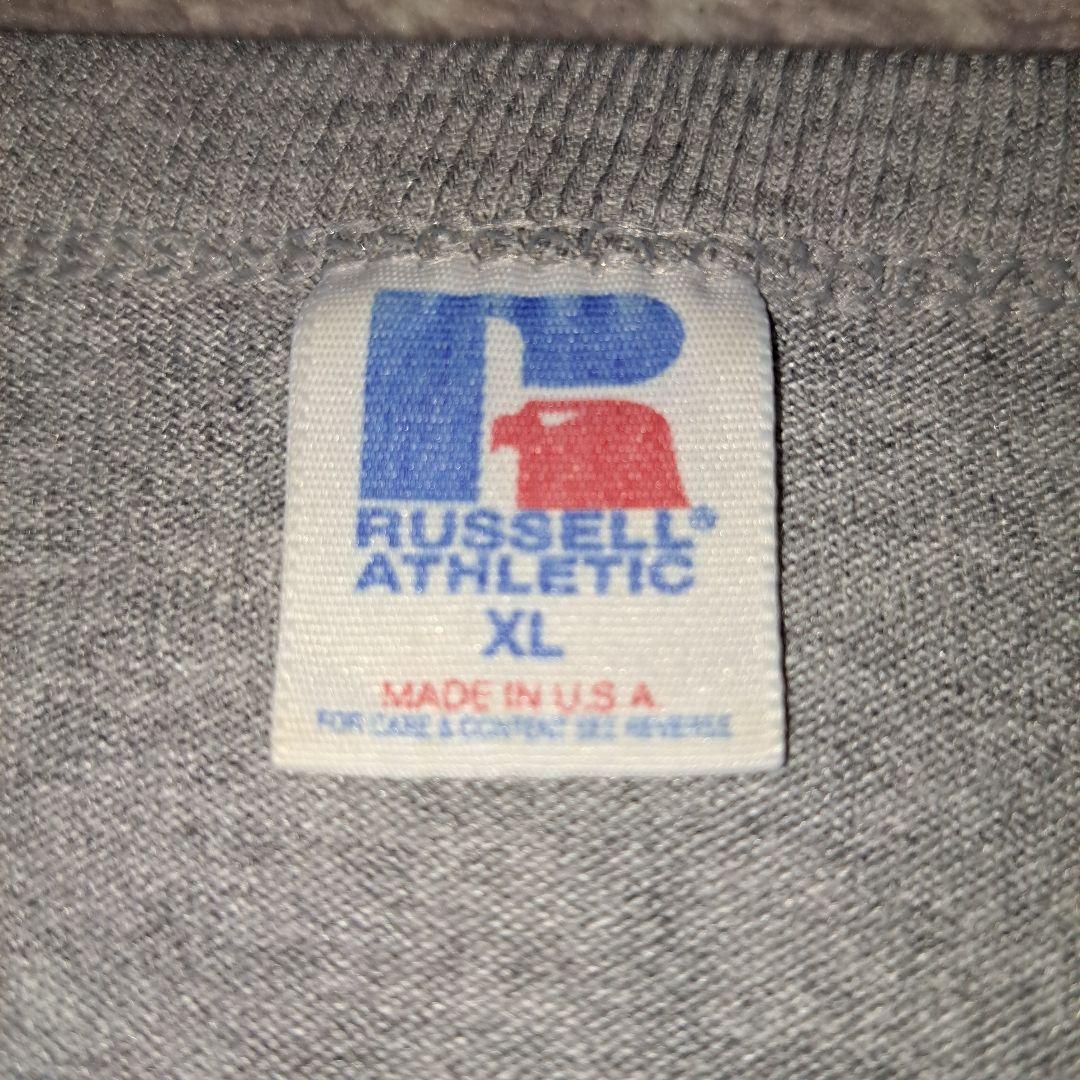 R
RUSSELL®
ATHLETIC
XL
MADE IN U.S.A.
FOR CARE & CONTENT SEE REVERSE